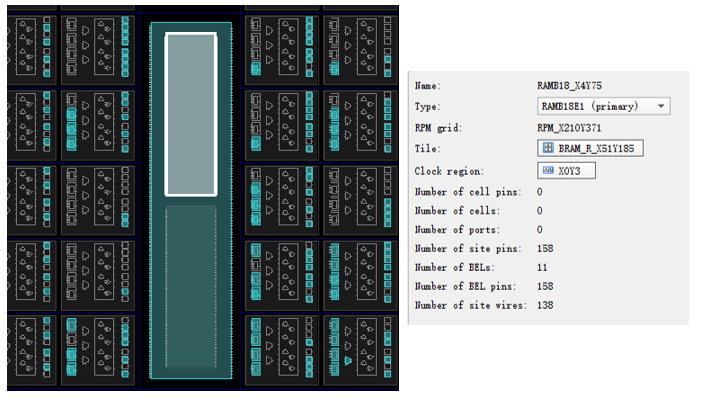 Name: RAMB18_X4Y75
Type: RAMB18E1 (primary)
RPM grid: RPM_X210Y371
Tile: BRAM_R_X51Y185
Clock region: X0Y3
Number of cell pins: 0
Number of cells: 0
Number of ports: 0
Number of site pins: 158
Number of BELs: 11
Number of BEL pins: 158
Number of site wires: 138